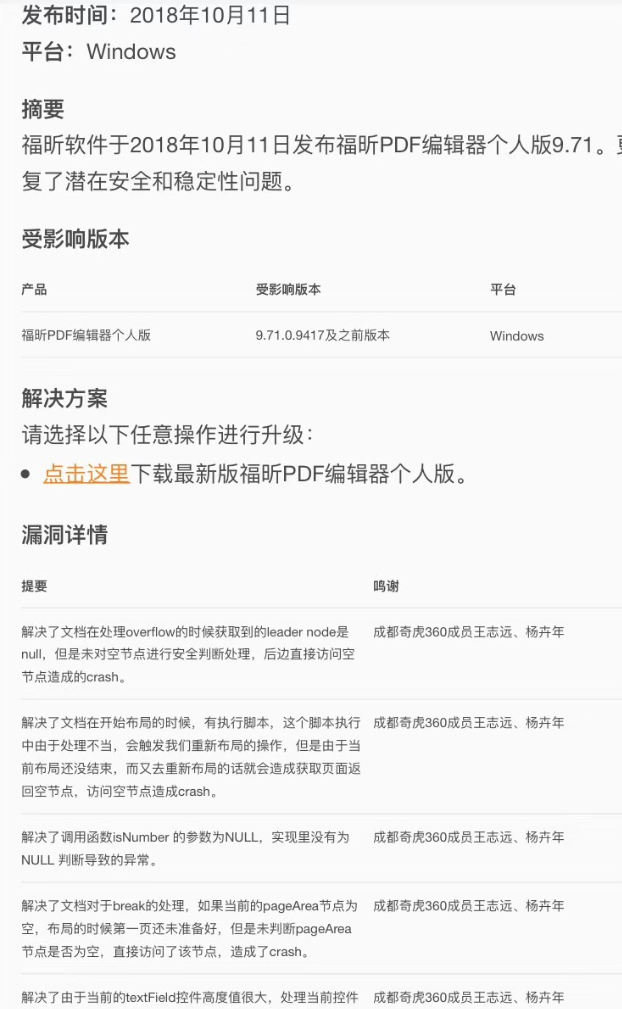 发布时间：2018年10月11日
平台：Windows
摘要
福昕软件于2018年10月11日发布福昕PDF编辑器个人版9.71。
复了潜在安全和稳定性问题。
受影响版本
产品 受影响版本 平台
福昕PDF编辑器个人版 9.71.0.9417及之前版本 Windows
解决方案
请选择以下任意操作进行升级：
• 点击这里下载最新版福昕PDF编辑器个人版。
漏洞详情
提要 鸣谢
解决了文档在处理overflow的时候获取到的leader node是 成都奇虎360成员王志远、杨卉年
null，但是未对空节点进行安全判断处理，后边直接访问空
节点造成的crash。
解决了文档在开始布局的时候，有执行脚本，这个脚本执行 成都奇虎360成员王志远、杨卉年
中由于处理不当，会触发我们重新布局的操作，但是由于当
前布局还没结束，而又去重新布局的话就会造成获取页面返
回空节点，访问空节点造成crash。
解决了调用函数isNumber 的参数为NULL，实现里没有为 成都奇虎360成员王志远、杨卉年
NULL 判断导致的异常。
解决了文档对于break的处理，如果当前的pageArea节点为 成都奇虎360成员王志远、杨卉年
空，布局的时候第一页还未准备好，但是未判断pageArea
节点是否为空，直接访问了该节点，造成了crash。
解决了由于当前的textField控件高度值很大，处理当前控件 成都奇虎360成员王志远、杨卉年